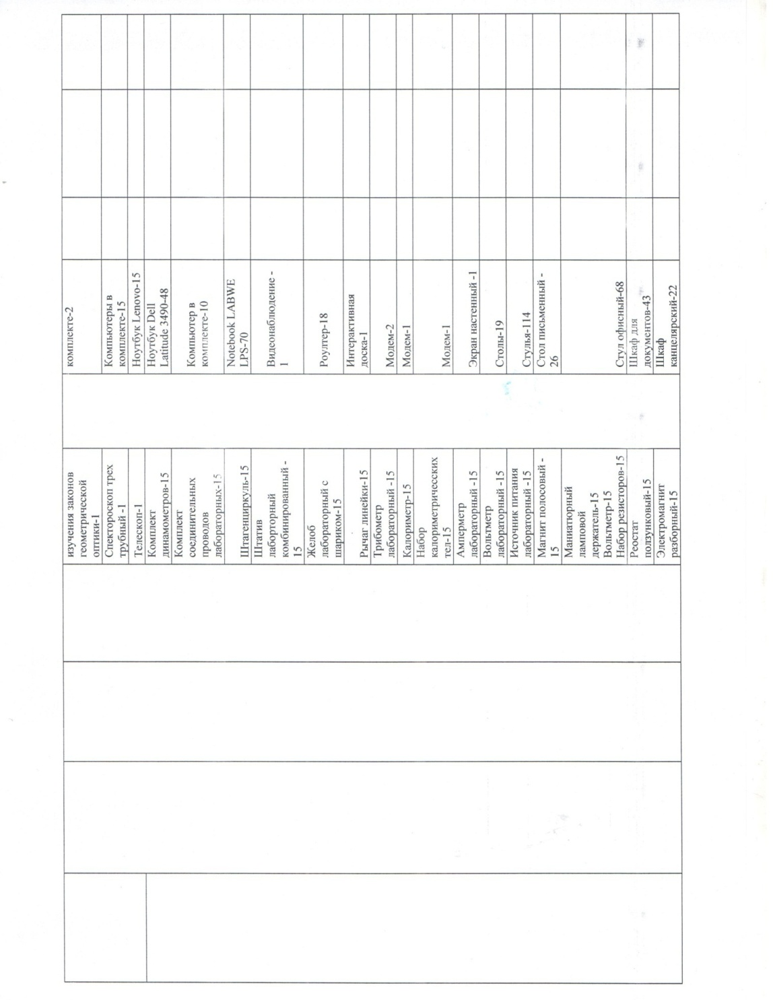 изучения законов
геометрической
оптики-1
комплекте-2
Спектороскоп трех
трубный -1
Компьютеры в
комплекте-15
Телескоп-1
Ноутбук Lenovo-15
Комплект
динамометров-15
Ноутбук Dell
Latitude 3490-48
Комплект
соединительных
проводов
лабораторных-15
Компьютер в
комплекте-10
Штагенциркуль-15
Notebook LABWE
LPS-70
Штатив
лаборторный
комбинированный -
15
Видеонаблюдение -
1
Желоб
лабораторный с
шариком-15
Роултер-18
Рычаг линейки-15
Интерактивная
доска-1
Трибометр
лабораторный -15
Модем-2
Калориметр-15
Модем-1
Набор
калориметричесских
тел-15
Модем-1
Амперметр
лабораторный -15
Экран настенный -1
Вольтметр
лабораторный -15
Столы-19
Источник питания
лабораторный -15
Стулья-114
Магнит полосовый -
15
Стол письменный -
26
Маниатюрный
ламповой
держатель-15
Вольтметр-15
Набор резисторов-15
Стул офисный-68
Реостат
ползунковый-15
Шкаф для
документов-43
Электромагнит
разборный-15
Шкаф
канцелярский-22